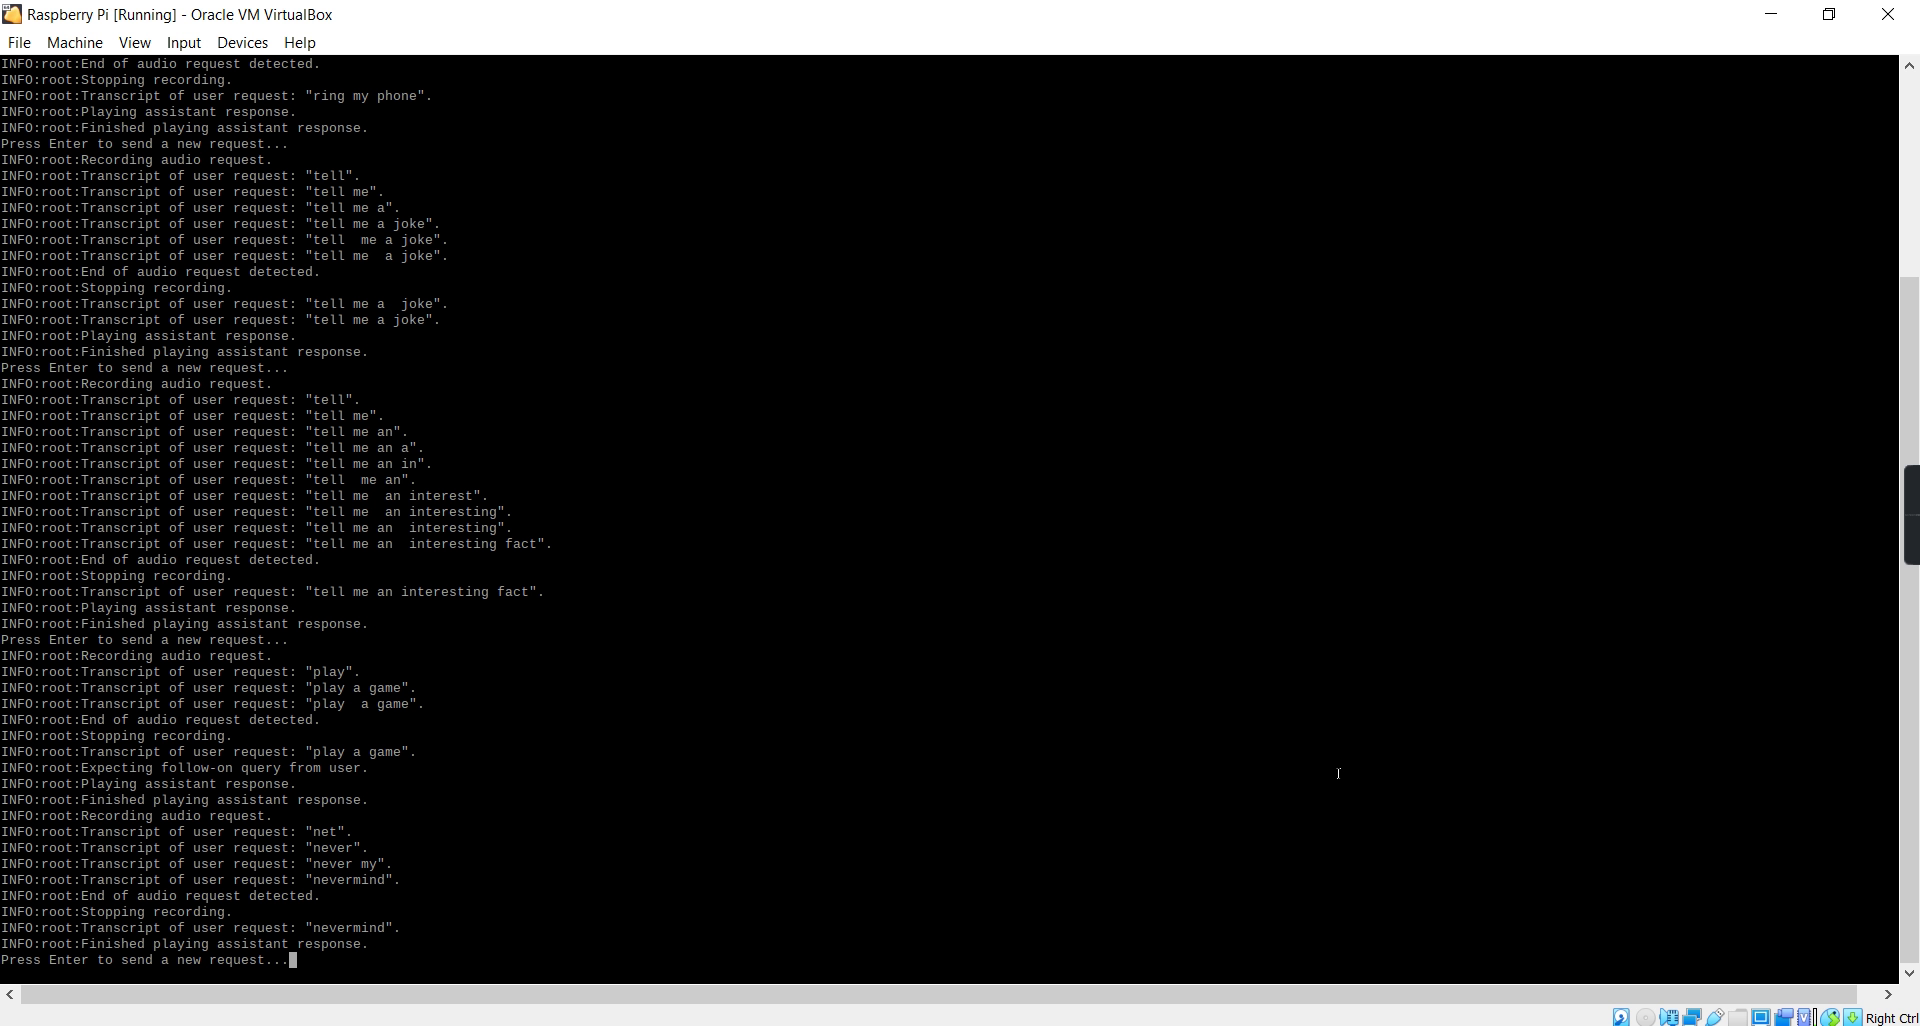 Raspberry Pi [Running] - Oracle VM VirtualBox
File Machine View Input Devices Help
INFO:root:End of audio request detected.
INFO:root:Stopping recording.
INFO:root:Transcript of user request: "ring my phone".
INFO:root:Playing assistant response.
INFO:root:Finished playing assistant response.
Press Enter to send a new request...
INFO:root:Recording audio request.
INFO:root:Transcript of user request: "tell".
INFO:root:Transcript of user request: "tell me".
INFO:root:Transcript of user request: "tell me a".
INFO:root:Transcript of user request: "tell me a joke".
INFO:root:Transcript of user request: "tell  me a joke".
INFO:root:Transcript of user request: "tell me  a joke".
INFO:root:End of audio request detected.
INFO:root:Stopping recording.
INFO:root:Transcript of user request: "tell me a  joke".
INFO:root:Transcript of user request: "tell me a joke".
INFO:root:Playing assistant response.
INFO:root:Finished playing assistant response.
Press Enter to send a new request...
INFO:root:Recording audio request.
INFO:root:Transcript of user request: "tell".
INFO:root:Transcript of user request: "tell me".
INFO:root:Transcript of user request: "tell me an".
INFO:root:Transcript of user request: "tell me an a".
INFO:root:Transcript of user request: "tell me an in".
INFO:root:Transcript of user request: "tell  me an".
INFO:root:Transcript of user request: "tell me  an interest".
INFO:root:Transcript of user request: "tell me  an interesting".
INFO:root:Transcript of user request: "tell me an  interesting".
INFO:root:Transcript of user request: "tell me an  interesting fact".
INFO:root:End of audio request detected.
INFO:root:Stopping recording.
INFO:root:Transcript of user request: "tell me an interesting fact".
INFO:root:Playing assistant response.
INFO:root:Finished playing assistant response.
Press Enter to send a new request...
INFO:root:Recording audio request.
INFO:root:Transcript of user request: "play".
INFO:root:Transcript of user request: "play a game".
INFO:root:Transcript of user request: "play  a game".
INFO:root:End of audio request detected.
INFO:root:Stopping recording.
INFO:root:Transcript of user request: "play a game".
INFO:root:Expecting follow-on query from user.
INFO:root:Playing assistant response.
INFO:root:Finished playing assistant response.
INFO:root:Recording audio request.
INFO:root:Transcript of user request: "net".
INFO:root:Transcript of user request: "never".
INFO:root:Transcript of user request: "never my".
INFO:root:Transcript of user request: "nevermind".
INFO:root:End of audio request detected.
INFO:root:Stopping recording.
INFO:root:Transcript of user request: "nevermind".
INFO:root:Finished playing assistant response.
Press Enter to send a new request...
Right Ctrl